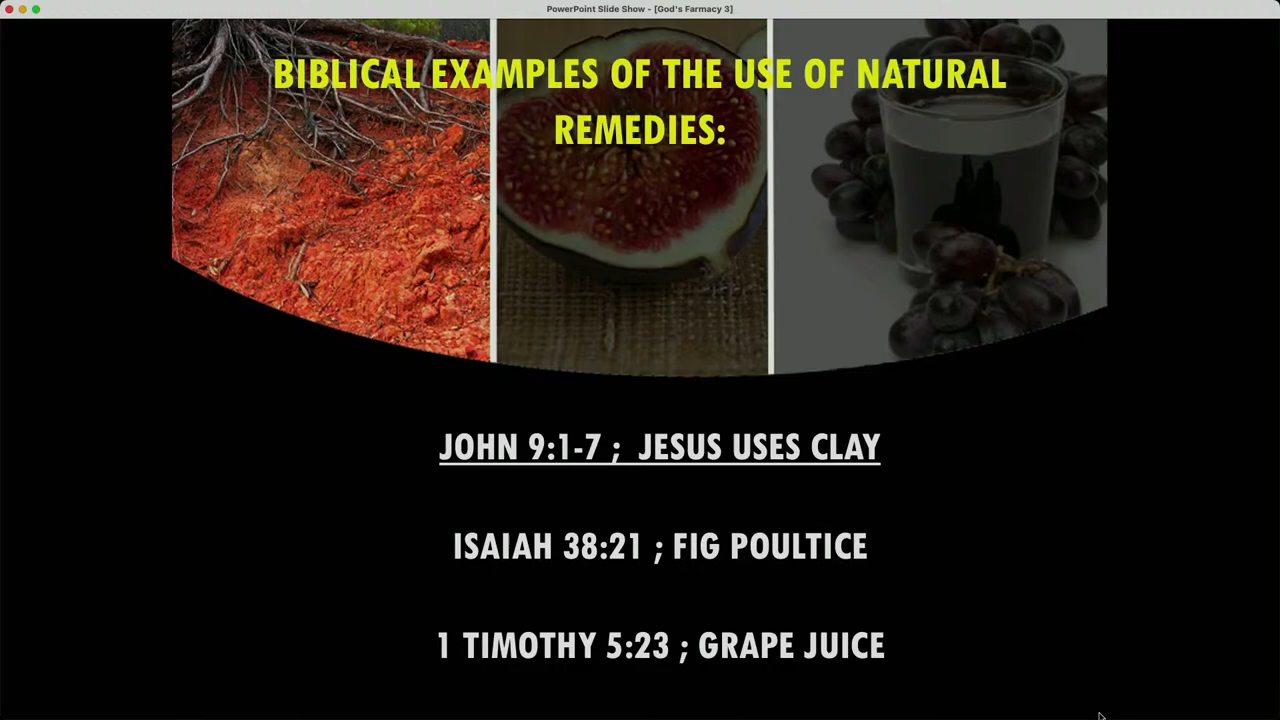 PowerPoint Slide Show - [God's Farmacy 3]
BIBLICAL EXAMPLES OF THE USE OF NATURAL
REMEDIES:
JOHN 9:1-7 ;  JESUS USES CLAY
ISAIAH 38:21 ; FIG POULTICE
1 TIMOTHY 5:23 ; GRAPE JUICE